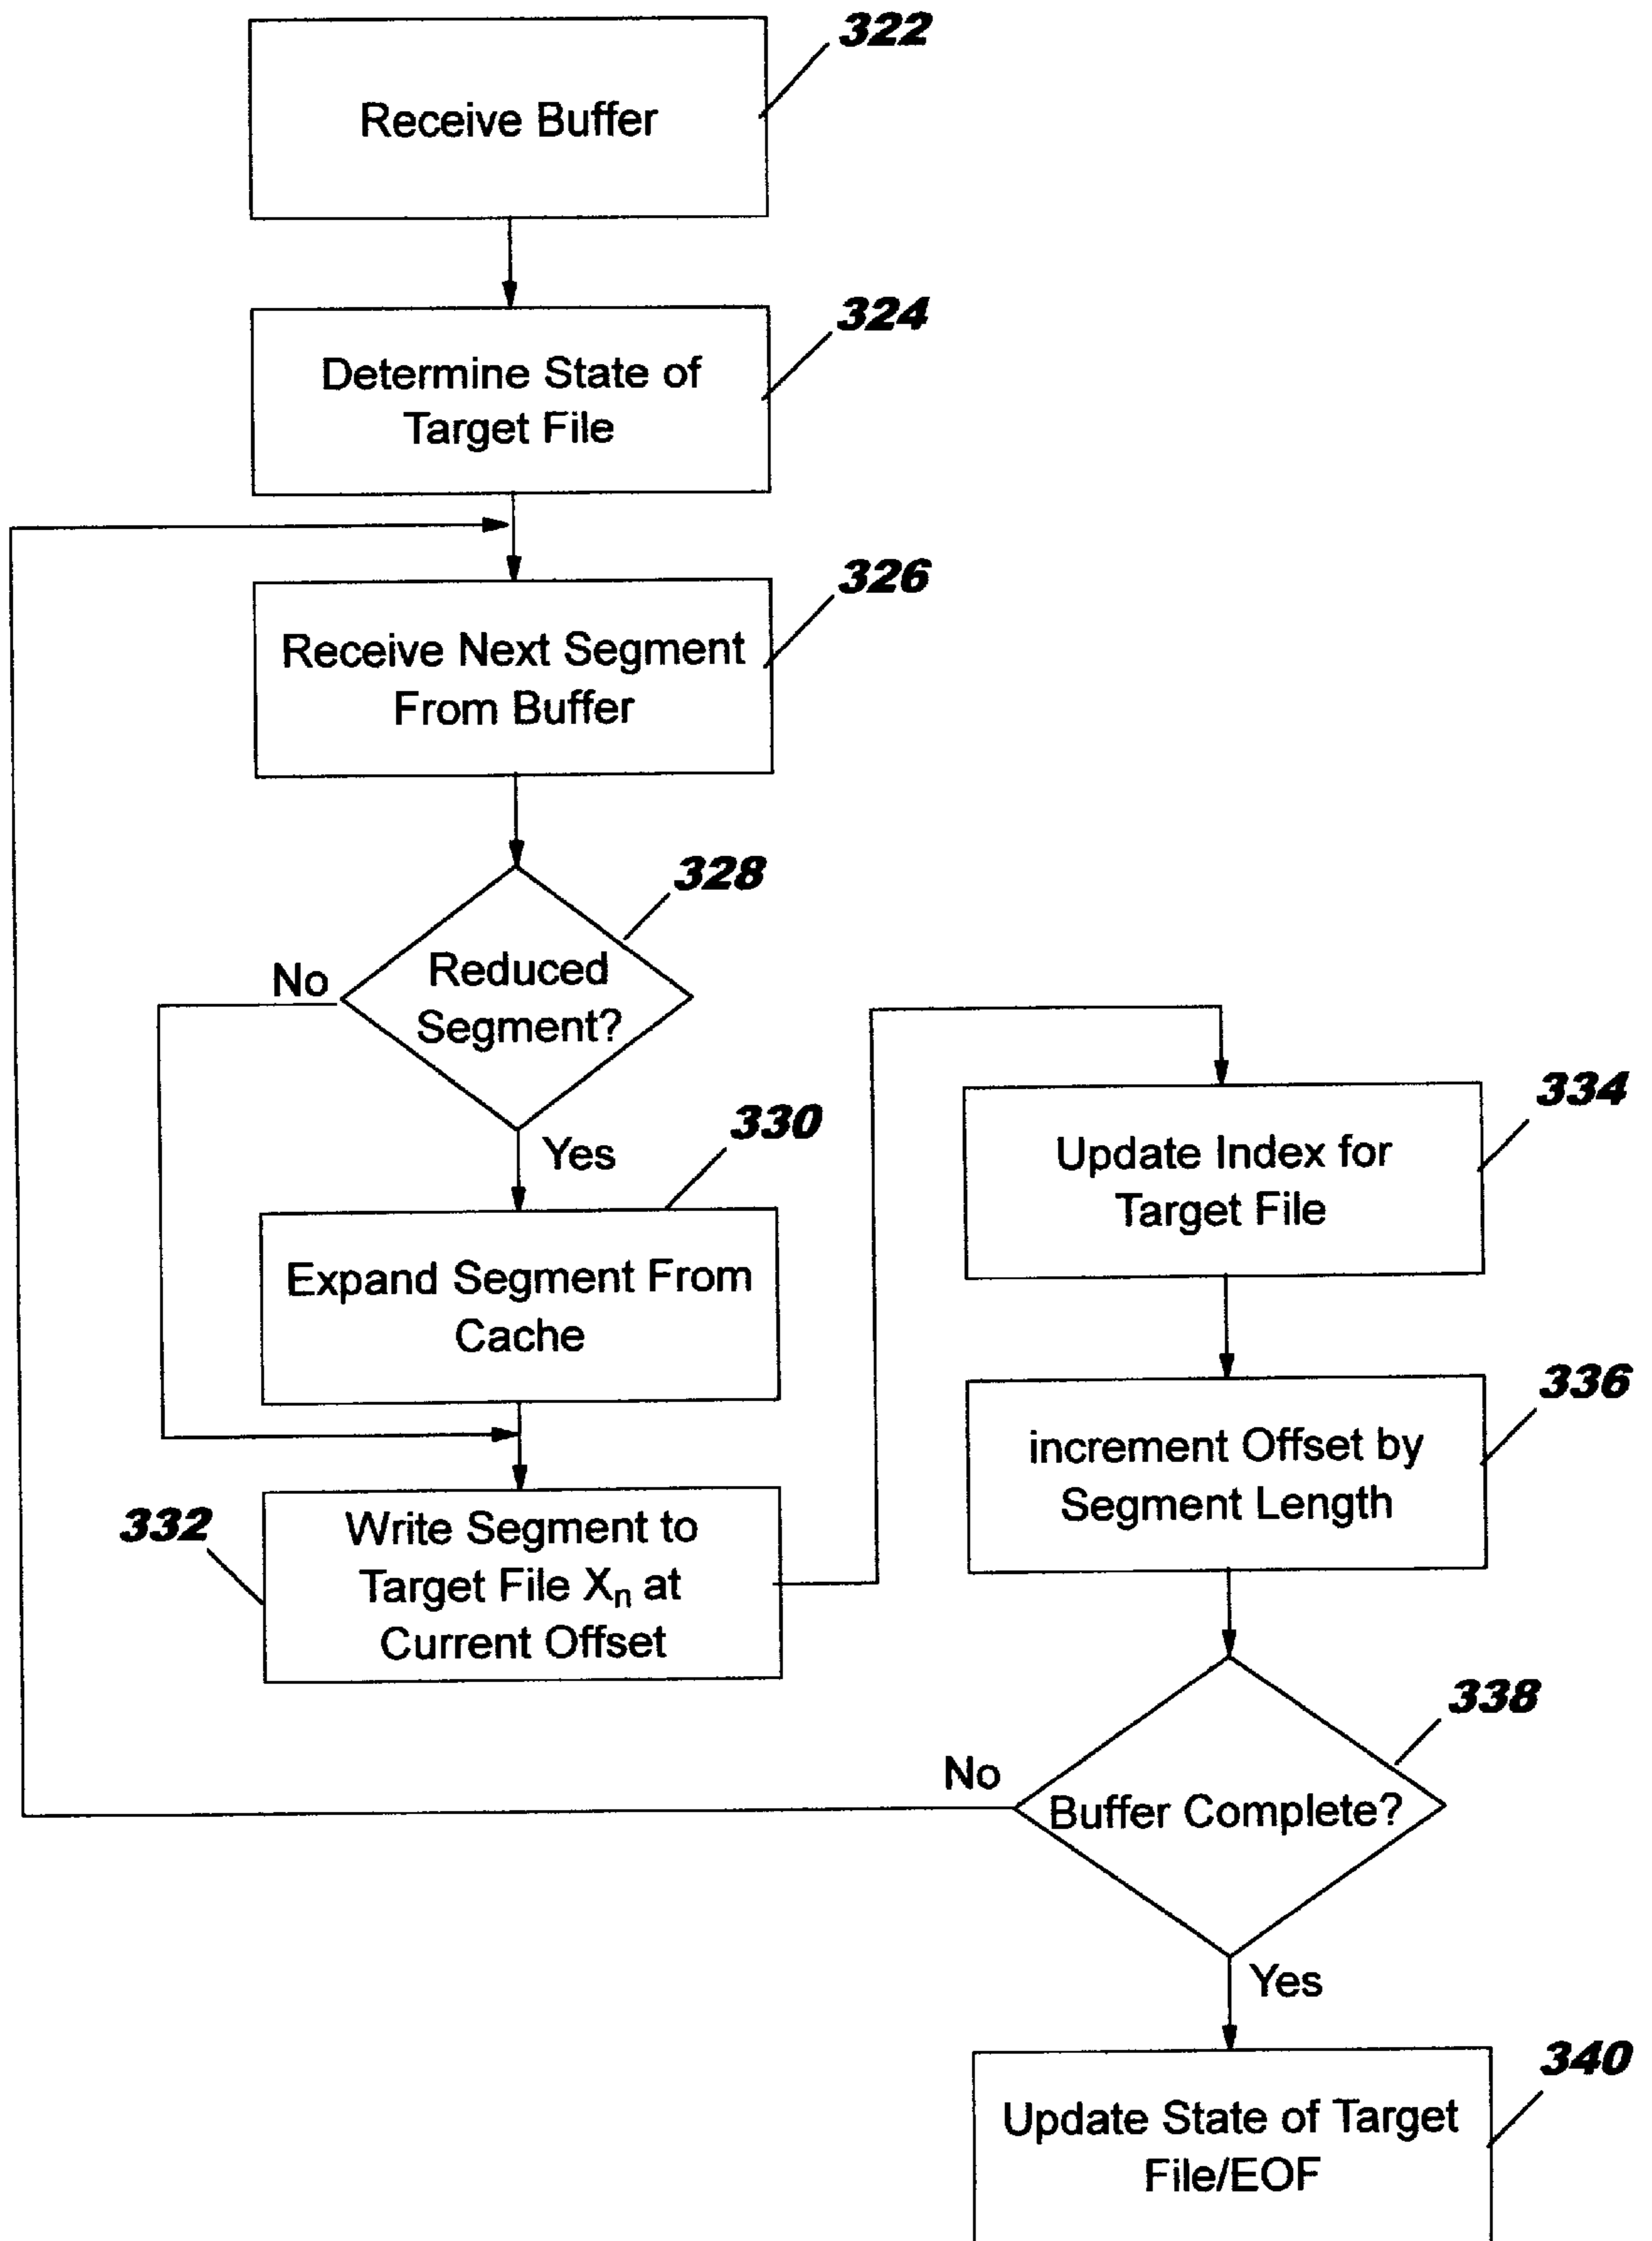 322
Receive Buffer
324
Determine State of
Target File
326
Receive Next Segment
From Buffer
328
Reduced
Segment?
No
Yes
330
Expand Segment From
Cache
332
Write Segment to
Target File Xn at
Current Offset
334
Update Index for
Target File
336
increment Offset by
Segment Length
338
Buffer Complete?
No
Yes
340
Update State of Target
File/EOF